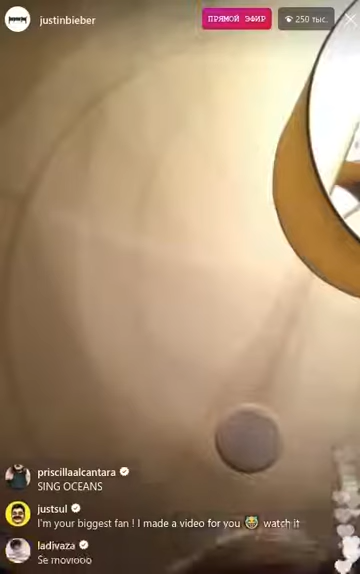 justinbieber
ПРЯМОЙ ЭФИР
250 тыс.
priscillaalcantara
SING OCEANS
justsul
I'm your biggest fan ! I made a video for you 😹 watch it
ladivaza
Se moviooo